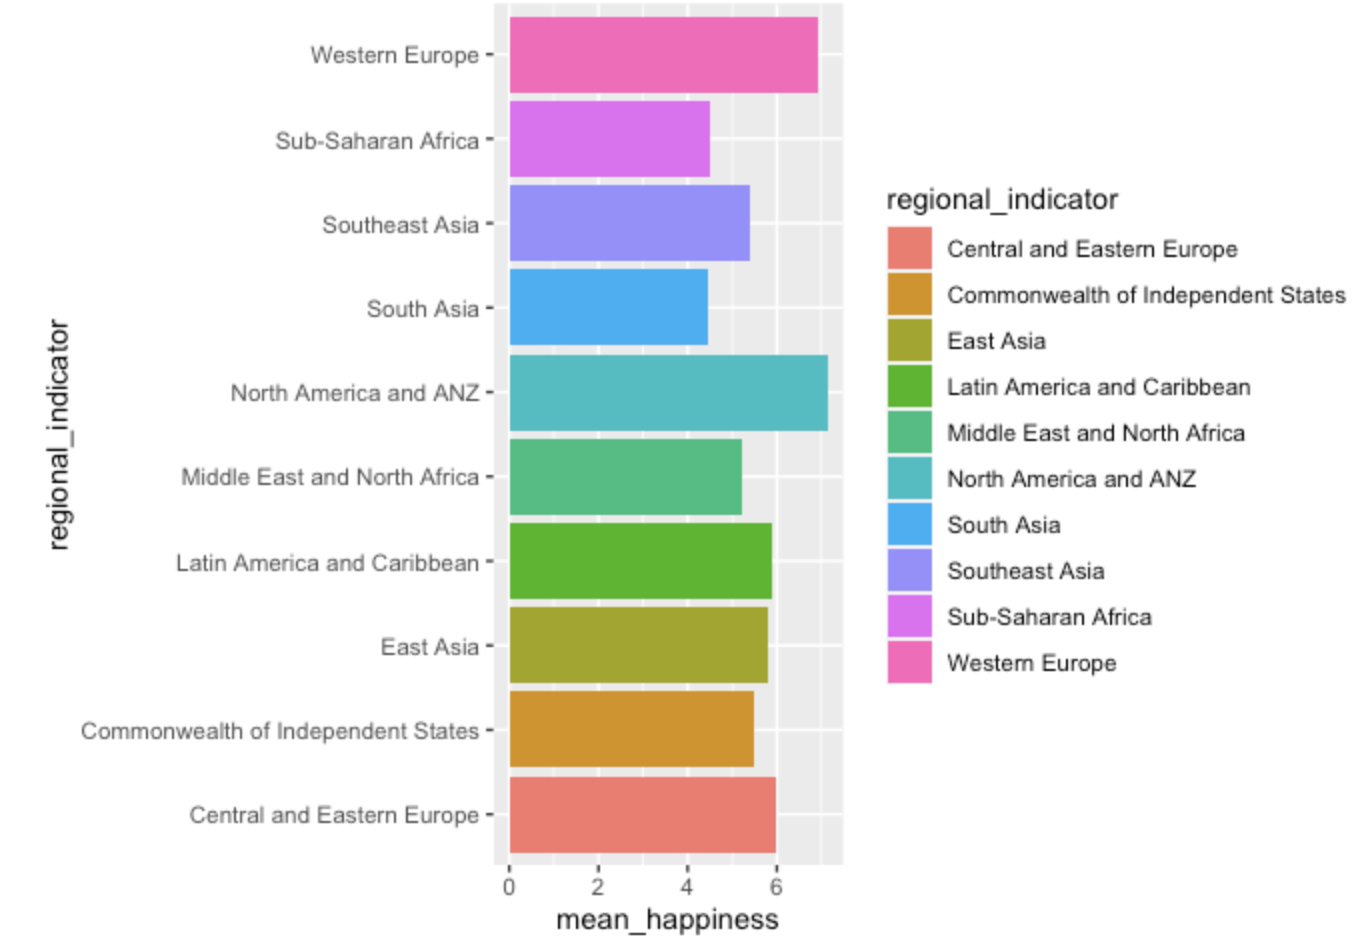 Western Europe
Sub-Saharan Africa
Southeast Asia
South Asia
North America and ANZ
Middle East and North Africa
Latin America and Caribbean
East Asia
Commonwealth of Independent States
Central and Eastern Europe
regional_indicator
0 2 4 6
mean_happiness
regional_indicator
Central and Eastern Europe
Commonwealth of Independent States
East Asia
Latin America and Caribbean
Middle East and North Africa
North America and ANZ
South Asia
Southeast Asia
Sub-Saharan Africa
Western Europe